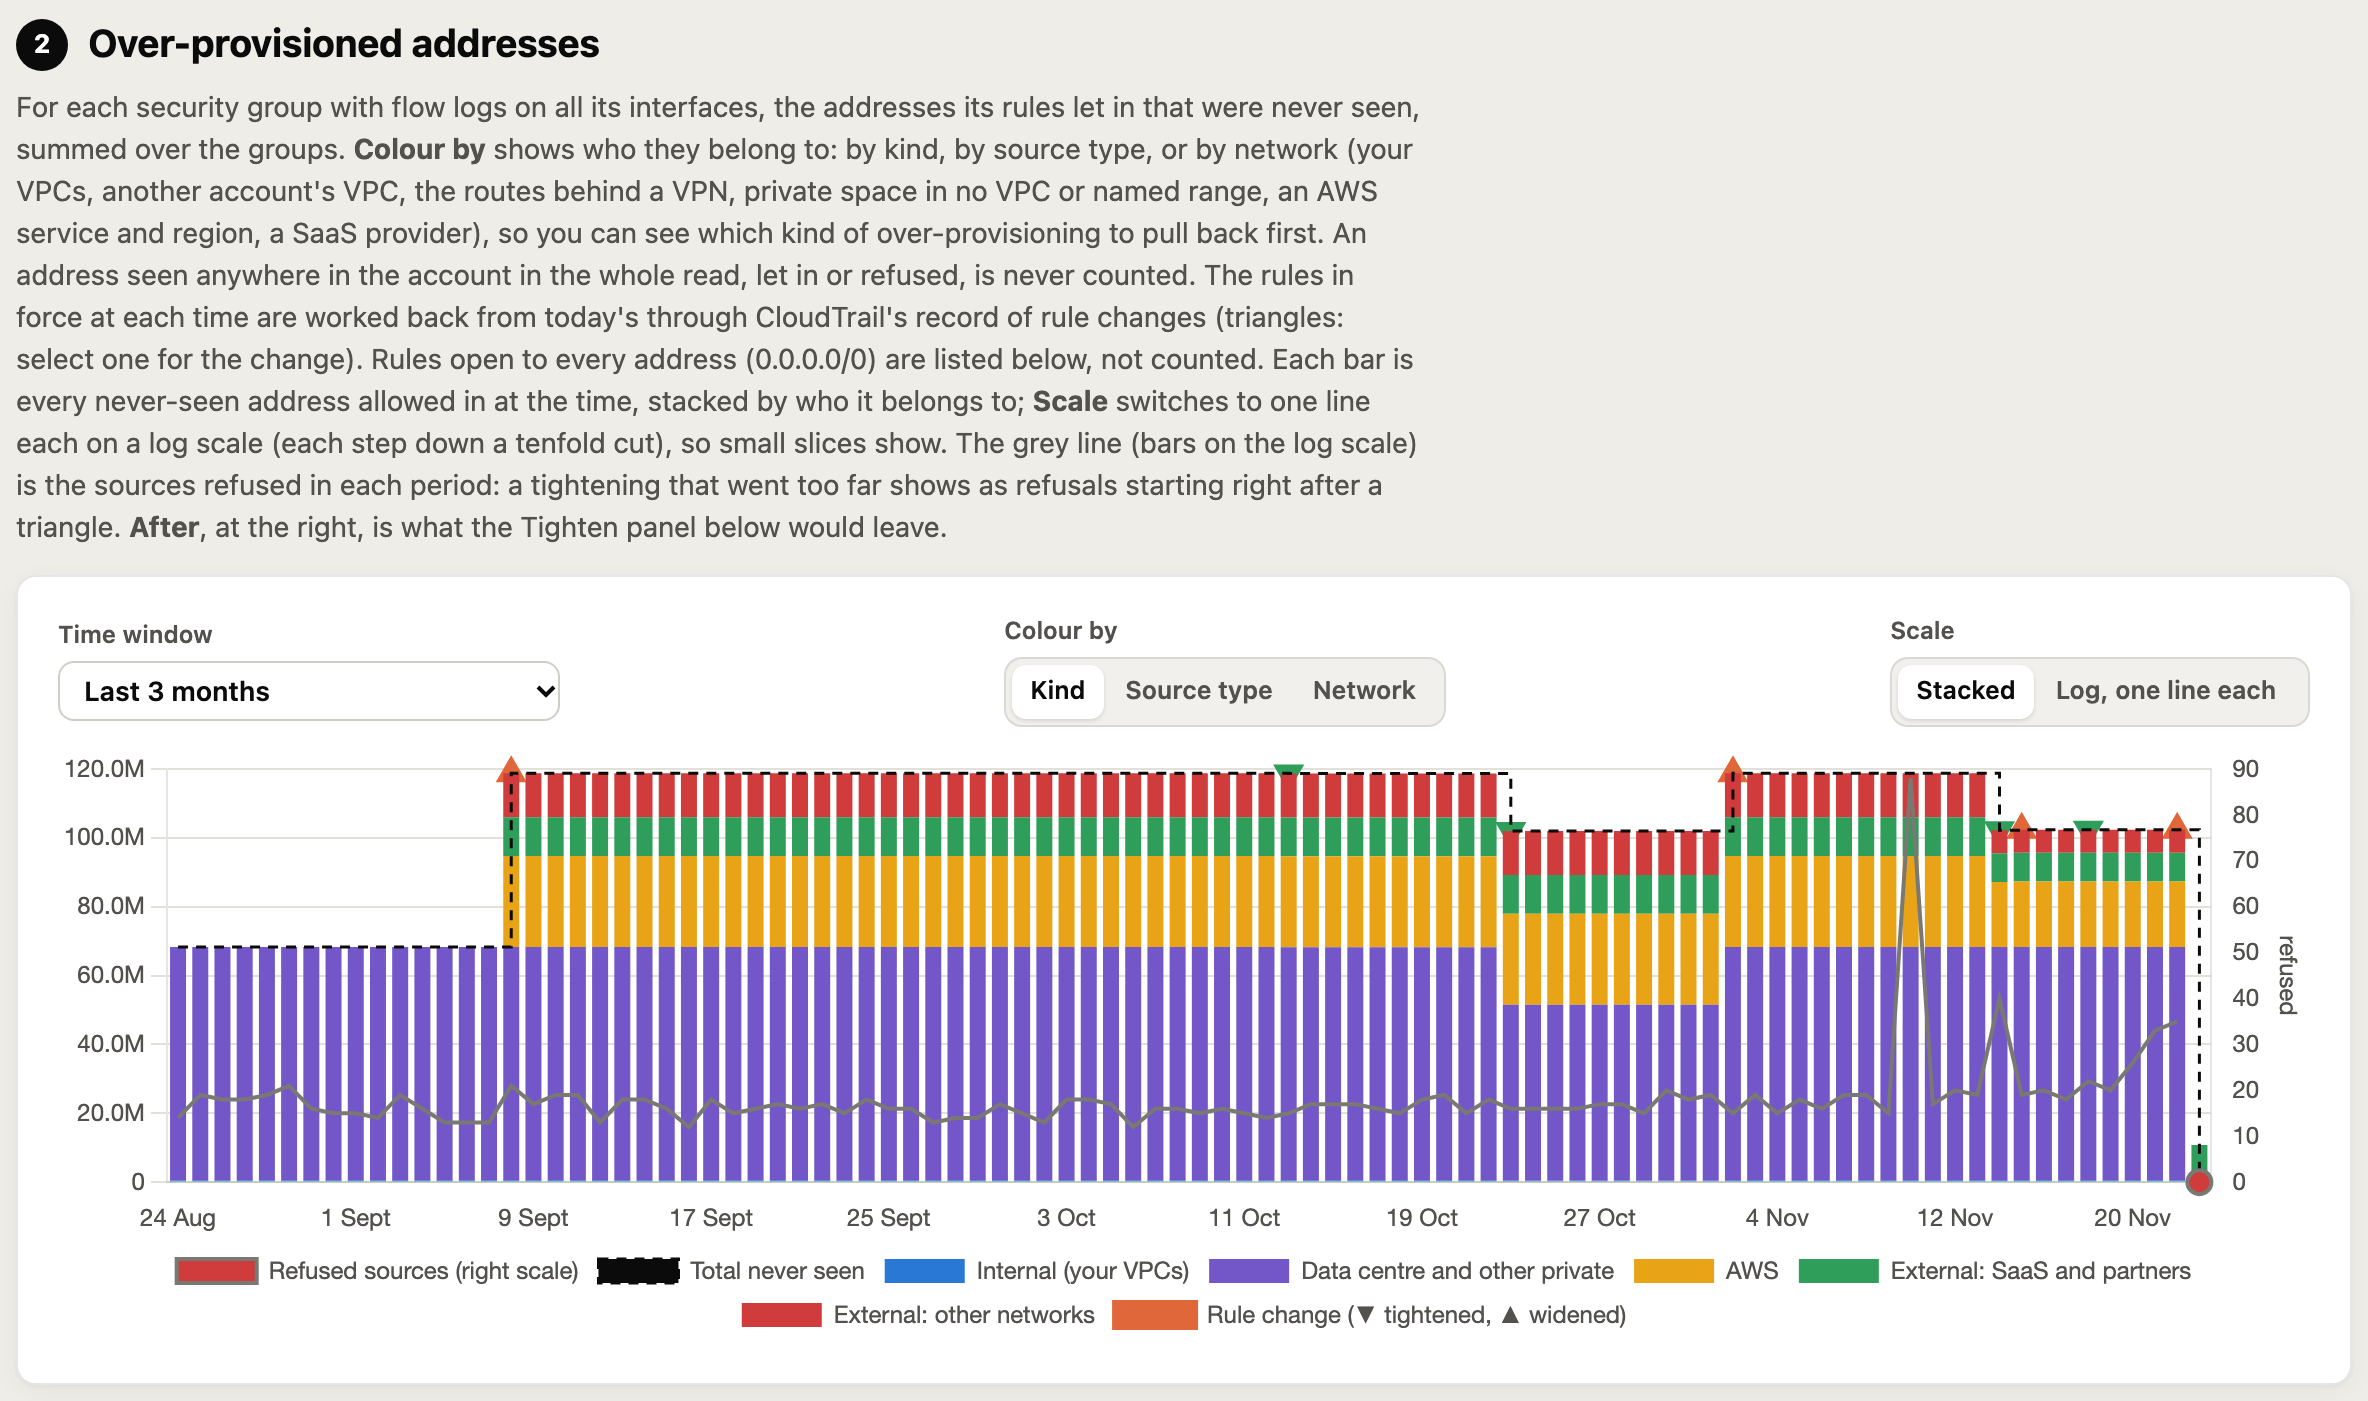 2 Over-provisioned addresses
For each security group with flow logs on all its interfaces, the addresses its rules let in that were never seen,
summed over the groups. Colour by shows who they belong to: by kind, by source type, or by network (your
VPCs, another account's VPC, the routes behind a VPN, private space in no VPC or named range, an AWS
service and region, a SaaS provider), so you can see which kind of over-provisioning to pull back first. An
address seen anywhere in the account in the whole read, let in or refused, is never counted. The rules in
force at each time are worked back from today's through CloudTrail's record of rule changes (triangles:
select one for the change). Rules open to every address (0.0.0.0/0) are listed below, not counted. Each bar is
every never-seen address allowed in at the time, stacked by who it belongs to; Scale switches to one line
each on a log scale (each step down a tenfold cut), so small slices show. The grey line (bars on the log scale)
is the sources refused in each period: a tightening that went too far shows as refusals starting right after a
triangle. After, at the right, is what the Tighten panel below would leave.
Time window
Colour by
Scale
Last 3 months
Kind Source type Network
Stacked Log, one line each
120.0M
100.0M
80.0M
60.0M
40.0M
20.0M
0
90
80
70
60
50
40
30
20
10
0
refused
24 Aug 1 Sept 9 Sept 17 Sept 25 Sept 3 Oct 11 Oct 19 Oct 27 Oct 4 Nov 12 Nov 20 Nov
Refused sources (right scale) Total never seen Internal (your VPCs) Data centre and other private AWS External: SaaS and partners
External: other networks Rule change (▼ tightened, ▲ widened)